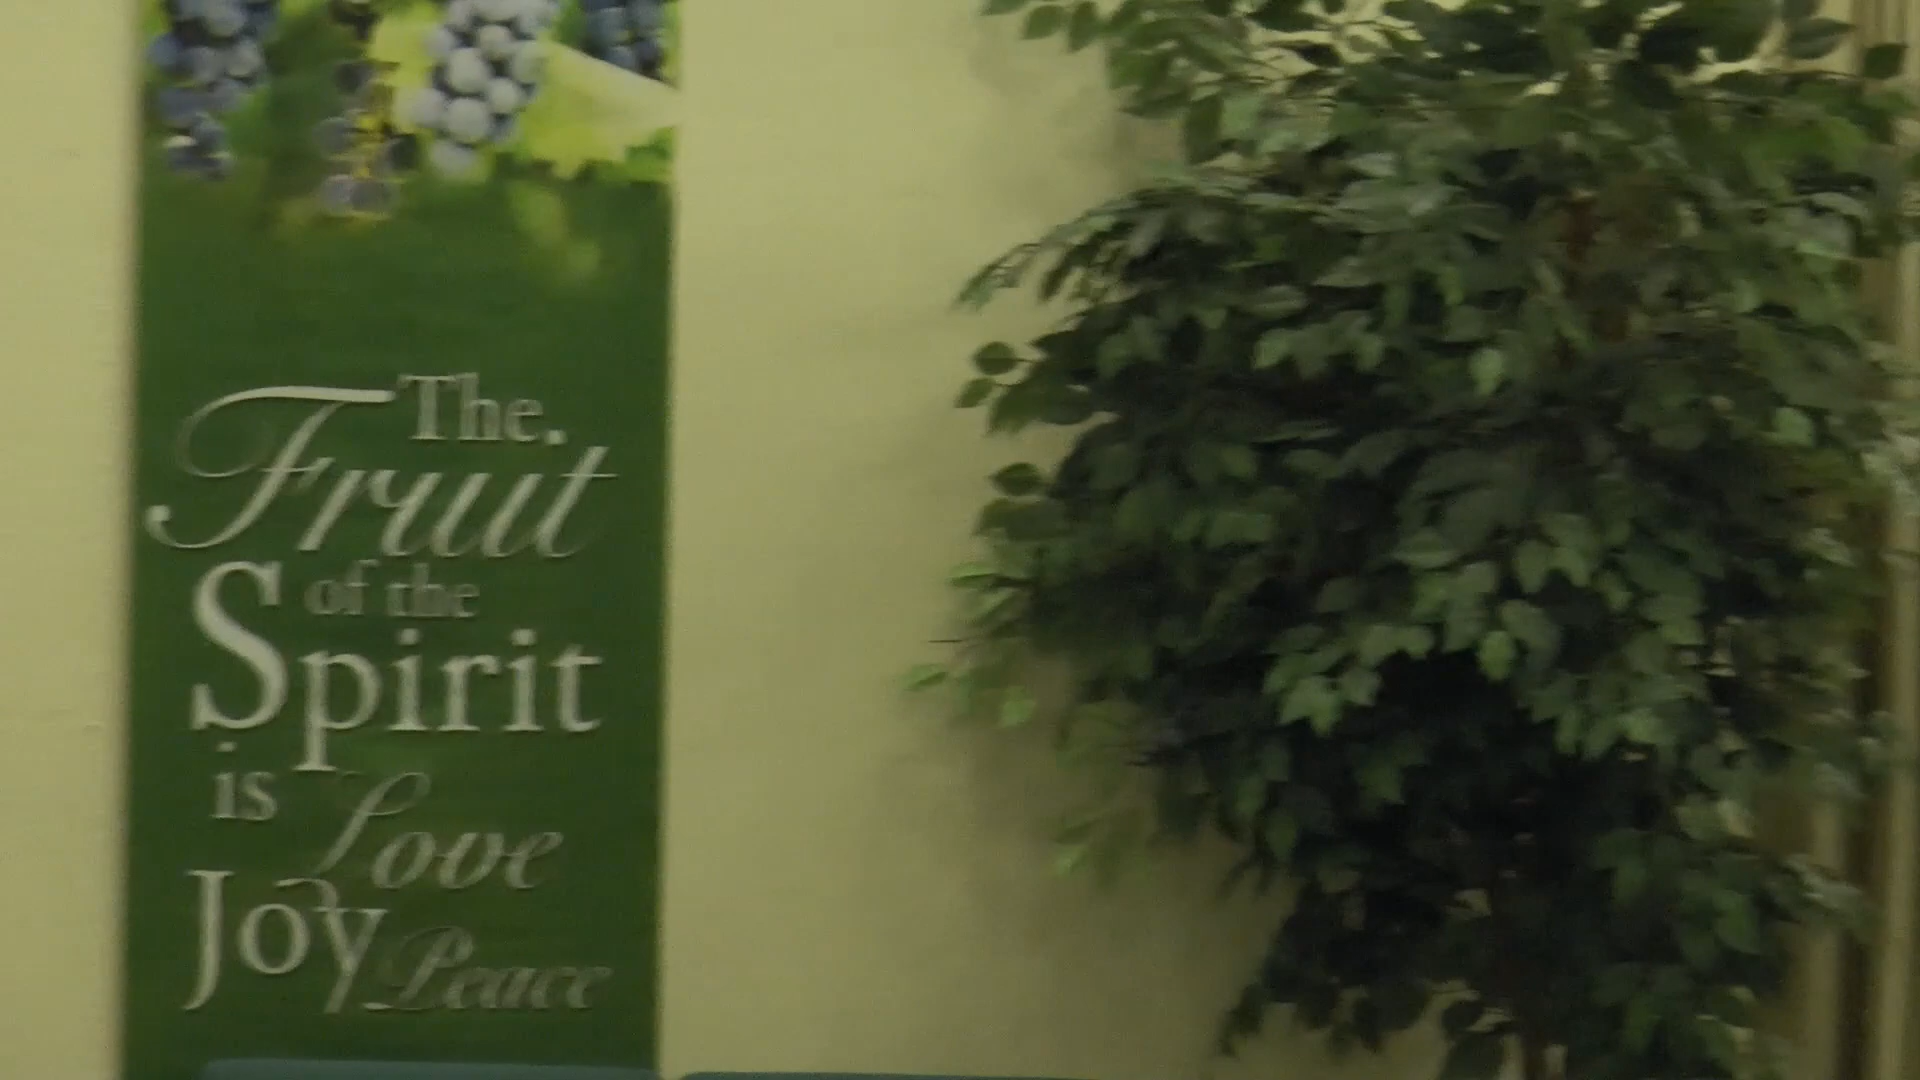 The
Fruit
of the
Spirit
is Love
Joy Peace